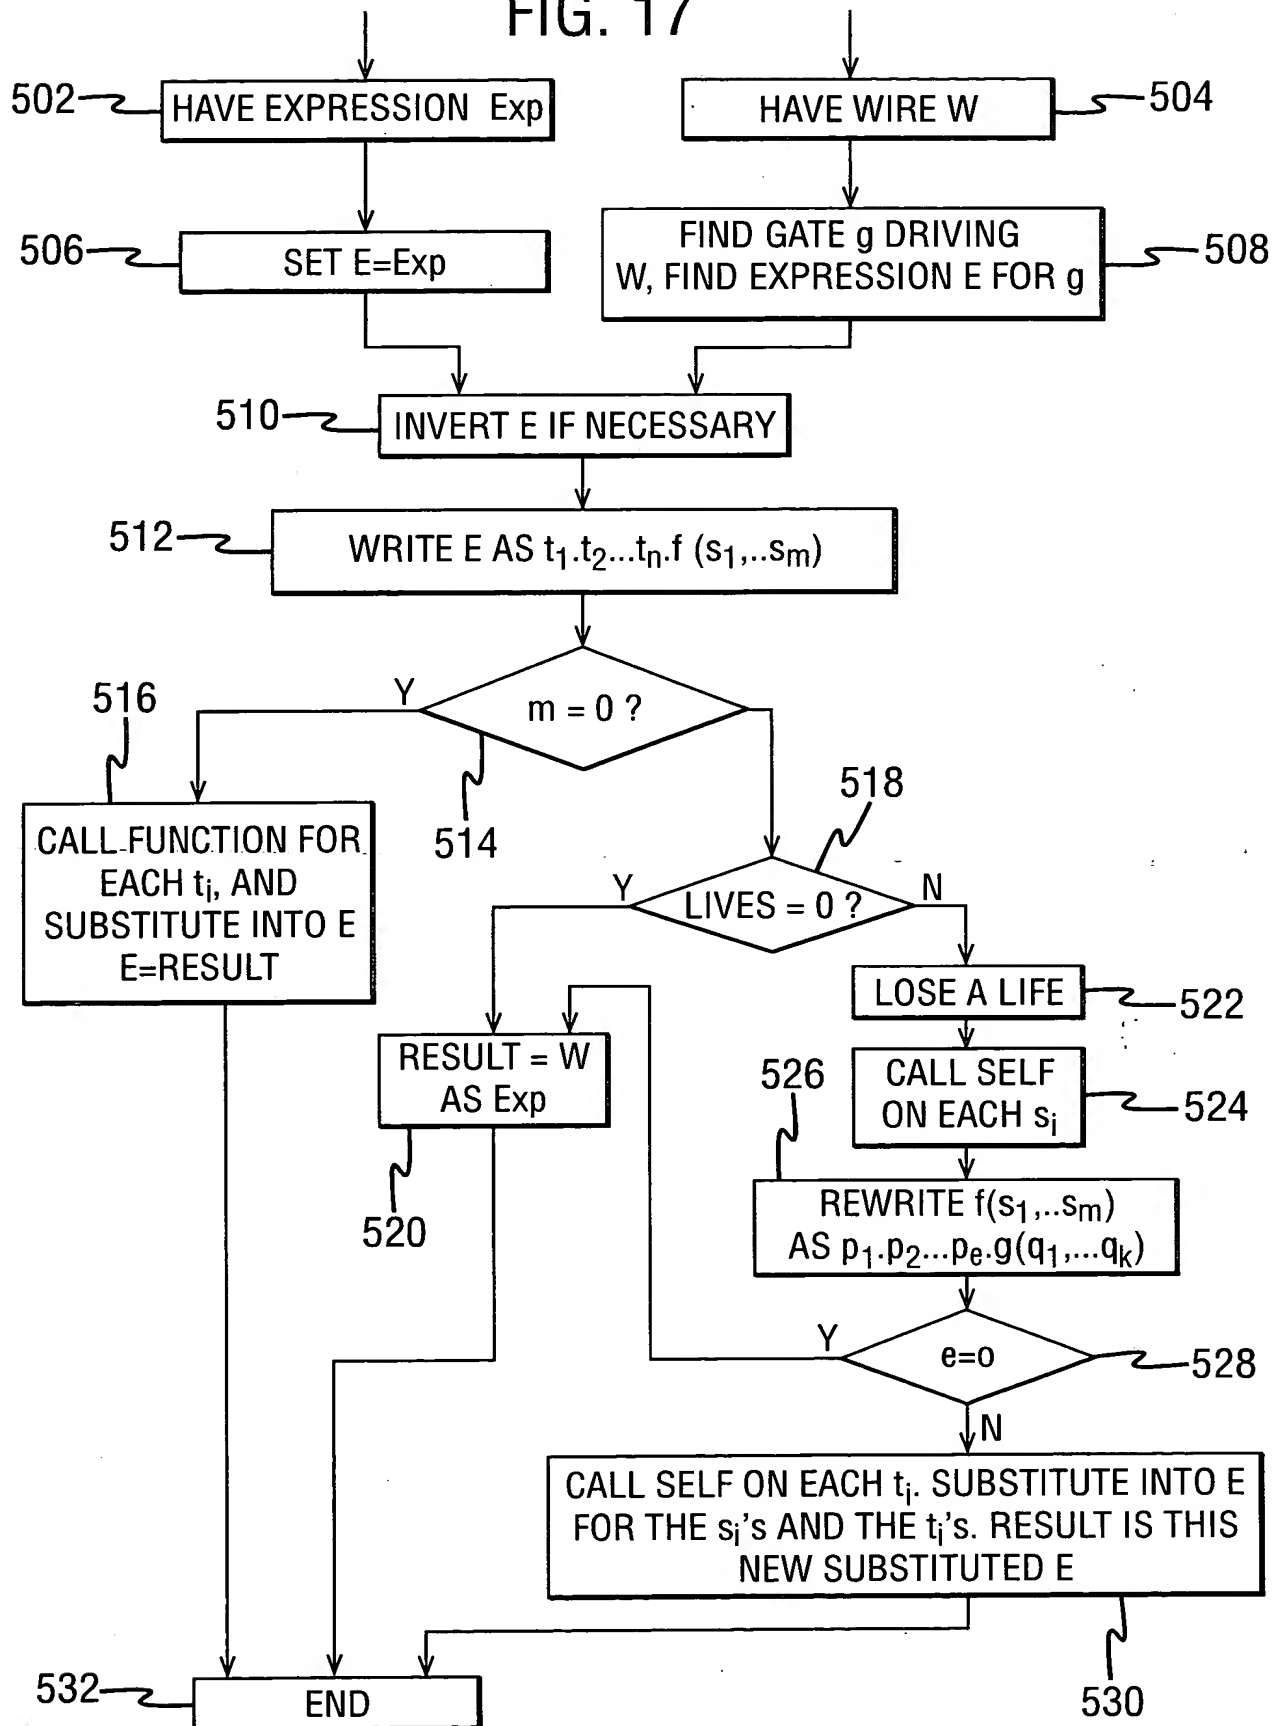 FIG. 17
502
HAVE EXPRESSION Exp
HAVE WIRE W
504
506
SET E=Exp
FIND GATE g DRIVING
W, FIND EXPRESSION E FOR g
508
510
INVERT E IF NECESSARY
512
WRITE E AS t1.t2...tn.f (s1,..sm)
516
Y
m = 0 ?
514
518
CALL FUNCTION FOR
EACH ti, AND
SUBSTITUTE INTO E
E=RESULT
Y
LIVES = 0 ?
N
LOSE A LIFE
522
RESULT = W
AS Exp
520
CALL SELF
ON EACH si
524
526
REWRITE f(s1,..sm)
AS p1.p2...pe.g(q1,...qk)
Y
e=o
528
N
CALL SELF ON EACH ti. SUBSTITUTE INTO E
FOR THE si's AND THE ti's. RESULT IS THIS
NEW SUBSTITUTED E
530
532
END